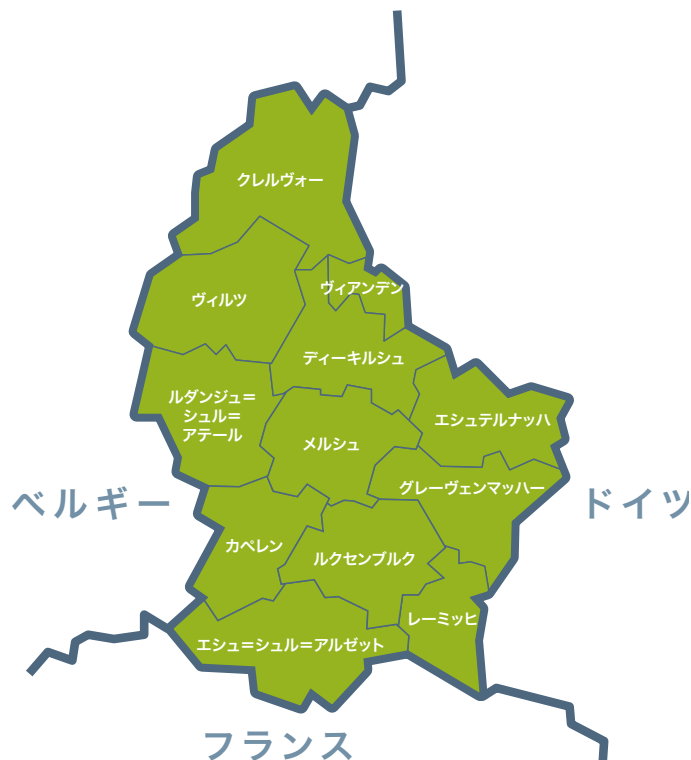 クレルヴォー
ヴィアンデン
ヴィルツ
ディーキルシュ
ルダンジュ＝
シュル＝
アテール
エシュテルナッハ
メルシュ
グレーヴェンマッハー
ベルギー
ドイツ
カペレン
ルクセンブルク
レーミッヒ
エシュ＝シュル＝アルゼット
フランス